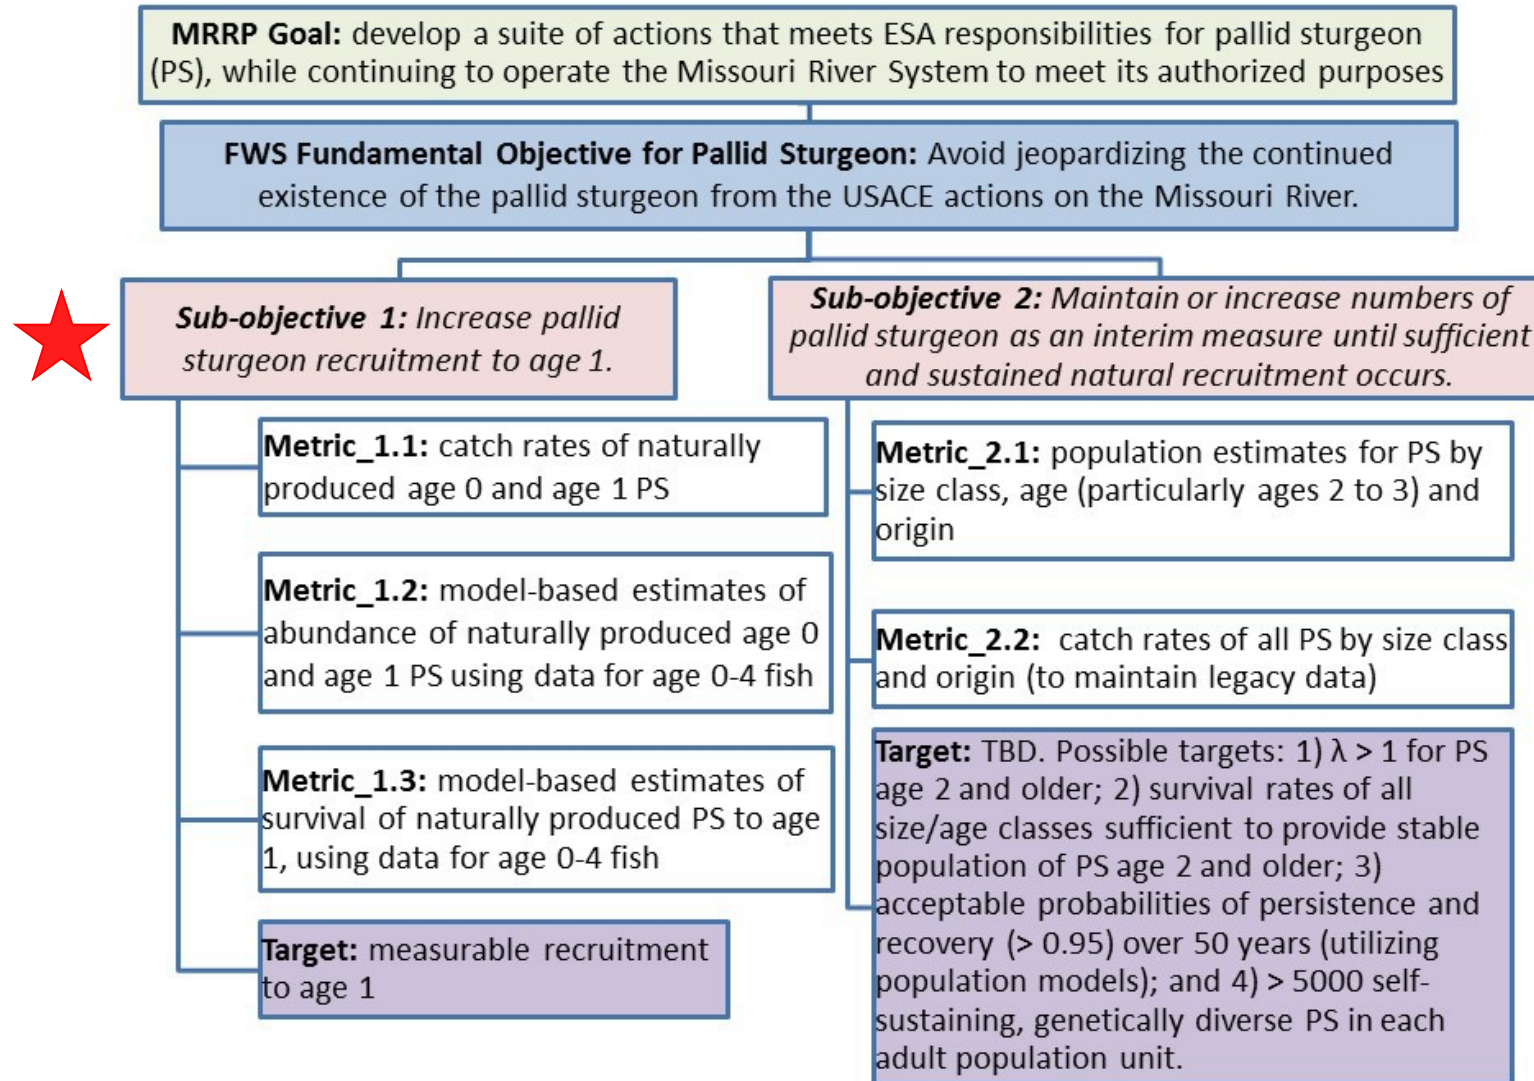 MRRP Goal: develop a suite of actions that meets ESA responsibilities for pallid sturgeon
(PS), while continuing to operate the Missouri River System to meet its authorized purposes
FWS Fundamental Objective for Pallid Sturgeon: Avoid jeopardizing the continued
existence of the pallid sturgeon from the USACE actions on the Missouri River.
Sub-objective 1: Increase pallid
sturgeon recruitment to age 1.
Metric_1.1: catch rates of naturally
produced age 0 and age 1 PS
Metric_1.2: model-based estimates of
abundance of naturally produced age 0
and age 1 PS using data for age 0-4 fish
Metric_1.3: model-based estimates of
survival of naturally produced PS to age
1, using data for age 0-4 fish
Target: measurable recruitment
to age 1
Sub-objective 2: Maintain or increase numbers of
pallid sturgeon as an interim measure until sufficient
and sustained natural recruitment occurs.
Metric_2.1: population estimates for PS by
size class, age (particularly ages 2 to 3) and
origin
Metric_2.2: catch rates of all PS by size class
and origin (to maintain legacy data)
Target: TBD. Possible targets: 1) λ > 1 for PS
age 2 and older; 2) survival rates of all
size/age classes sufficient to provide stable
population of PS age 2 and older; 3)
acceptable probabilities of persistence and
recovery (> 0.95) over 50 years (utilizing
population models); and 4) > 5000 self-
sustaining, genetically diverse PS in each
adult population unit.